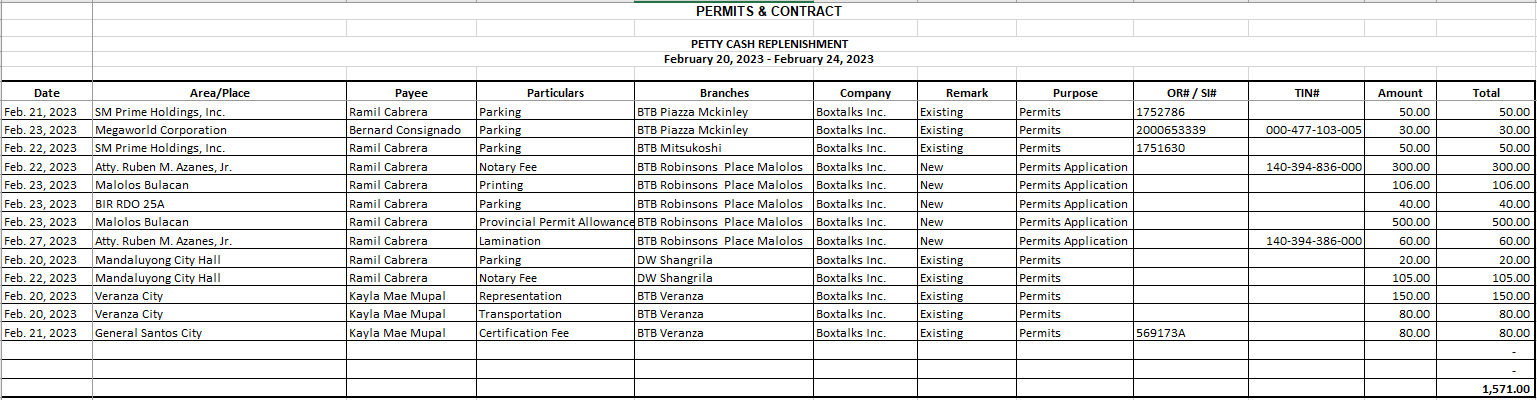 PERMITS & CONTRACT
PETTY CASH REPLENISHMENT
February 20, 2023 - February 24, 2023
Date Area/Place Payee Particulars Branches Company Remark Purpose OR# / SI# TIN# Amount Total
Feb. 21, 2023 SM Prime Holdings, Inc. Ramil Cabrera Parking BTB Piazza Mckinley Boxtalks Inc. Existing Permits 1752786 50.00 50.00
Feb. 23, 2023 Megaworld Corporation Bernard Consignado Parking BTB Piazza Mckinley Boxtalks Inc. Existing Permits 2000653339 000-477-103-005 30.00 30.00
Feb. 22, 2023 SM Prime Holdings, Inc. Ramil Cabrera Parking BTB Mitsukoshi Boxtalks Inc. Existing Permits 1751630 50.00 50.00
Feb. 22, 2023 Atty. Ruben M. Azanes, Jr. Ramil Cabrera Notary Fee BTB Robinsons Place Malolos Boxtalks Inc. New Permits Application 140-394-836-000 300.00 300.00
Feb. 23, 2023 Malolos Bulacan Ramil Cabrera Printing BTB Robinsons Place Malolos Boxtalks Inc. New Permits Application 106.00 106.00
Feb. 23, 2023 BIR RDO 25A Ramil Cabrera Parking BTB Robinsons Place Malolos Boxtalks Inc. New Permits Application 40.00 40.00
Feb. 23, 2023 Malolos Bulacan Ramil Cabrera Provincial Permit Allowance BTB Robinsons Place Malolos Boxtalks Inc. New Permits Application 500.00 500.00
Feb. 27, 2023 Atty. Ruben M. Azanes, Jr. Ramil Cabrera Lamination BTB Robinsons Place Malolos Boxtalks Inc. New Permits Application 140-394-386-000 60.00 60.00
Feb. 20, 2023 Mandaluyong City Hall Ramil Cabrera Parking DW Shangrila Boxtalks Inc. Existing Permits 20.00 20.00
Feb. 22, 2023 Mandaluyong City Hall Ramil Cabrera Notary Fee DW Shangrila Boxtalks Inc. Existing Permits 105.00 105.00
Feb. 20, 2023 Veranza City Kayla Mae Mupal Representation BTB Veranza Boxtalks Inc. Existing Permits 150.00 150.00
Feb. 20, 2023 Veranza City Kayla Mae Mupal Transportation BTB Veranza Boxtalks Inc. Existing Permits 80.00 80.00
Feb. 21, 2023 General Santos City Kayla Mae Mupal Certification Fee BTB Veranza Boxtalks Inc. Existing Permits 569173A 80.00 80.00
-
-
1,571.00